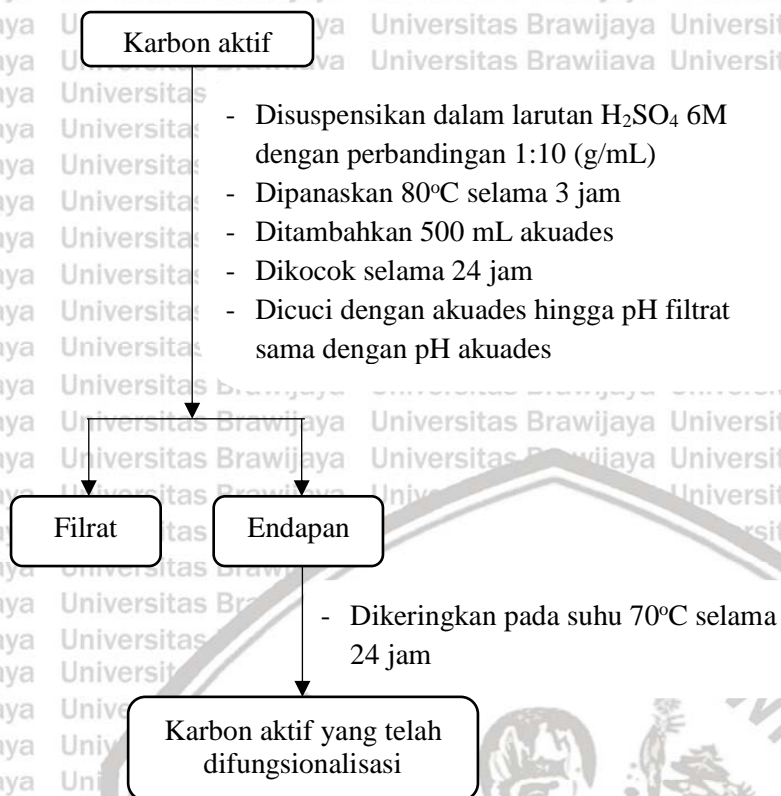 Karbon aktif
- Disuspensikan dalam larutan H₂SO₄ 6M
dengan perbandingan 1:10 (g/mL)
- Dipanaskan 80°C selama 3 jam
- Ditambahkan 500 mL akuades
- Dikocok selama 24 jam
- Dicuci dengan akuades hingga pH filtrat
sama dengan pH akuades
Filrat
Endapan
- Dikeringkan pada suhu 70°C selama
24 jam
Karbon aktif yang telah
difungsionalisasi